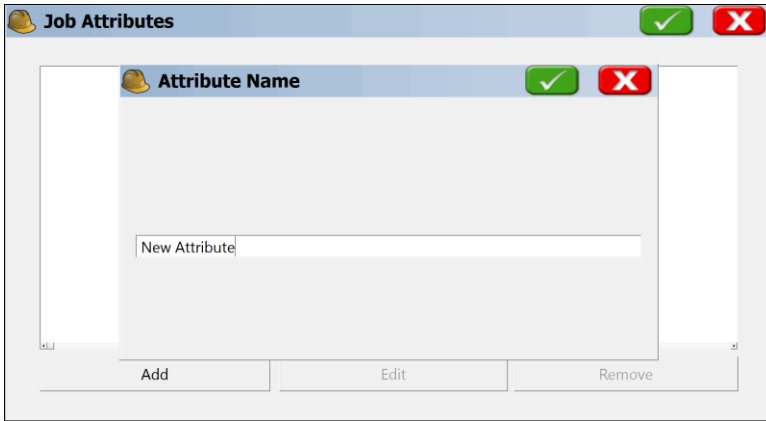 Job Attributes
Attribute Name
New Attribute
Add Edit Remove